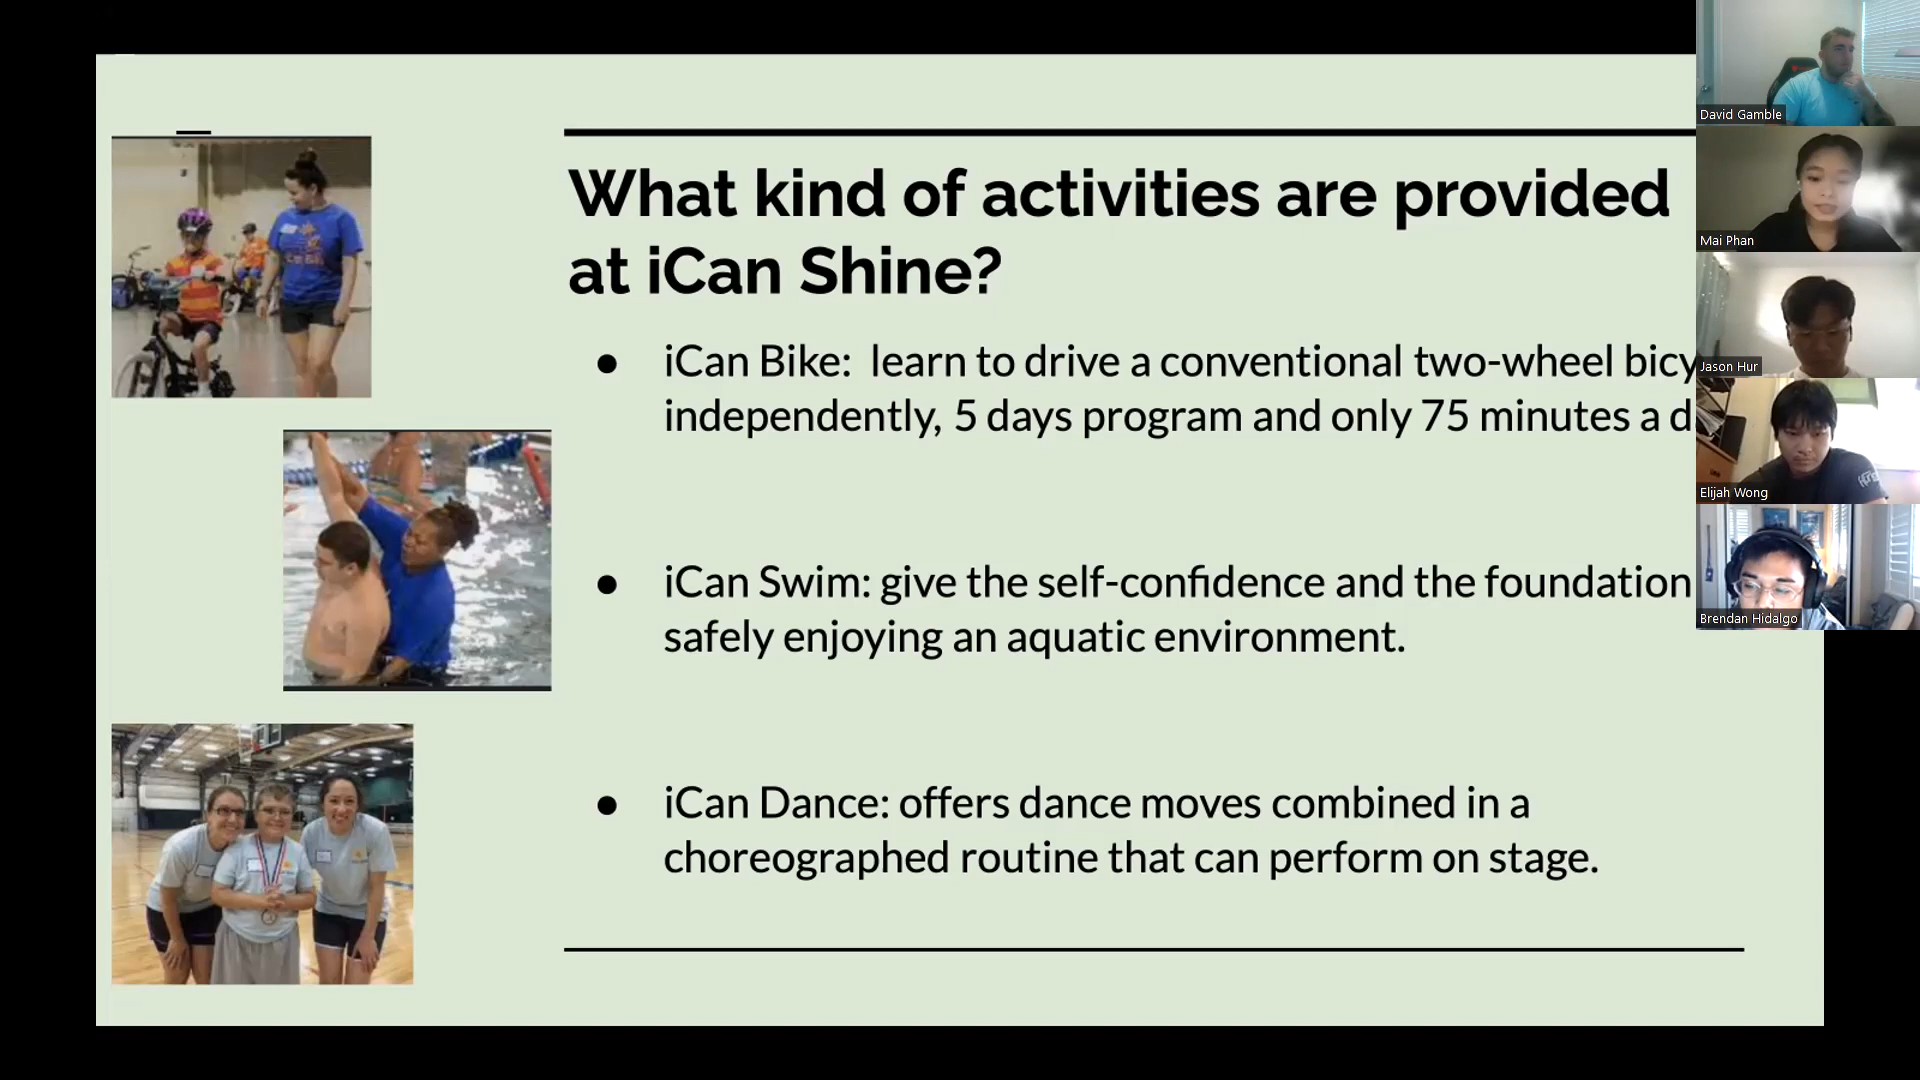 What kind of activities are provided
at iCan Shine?
● iCan Bike: learn to drive a conventional two-wheel
independently, 5 days program and only 75 minutes a
● iCan Swim: give the self-confidence and the foundation
safely enjoying an aquatic environment.
● iCan Dance: offers dance moves combined in a
choreographed routine that can perform on stage.
David Gamble
Mai Phan
Jason Hur
Elijah Wong
Brendan Hidalgo